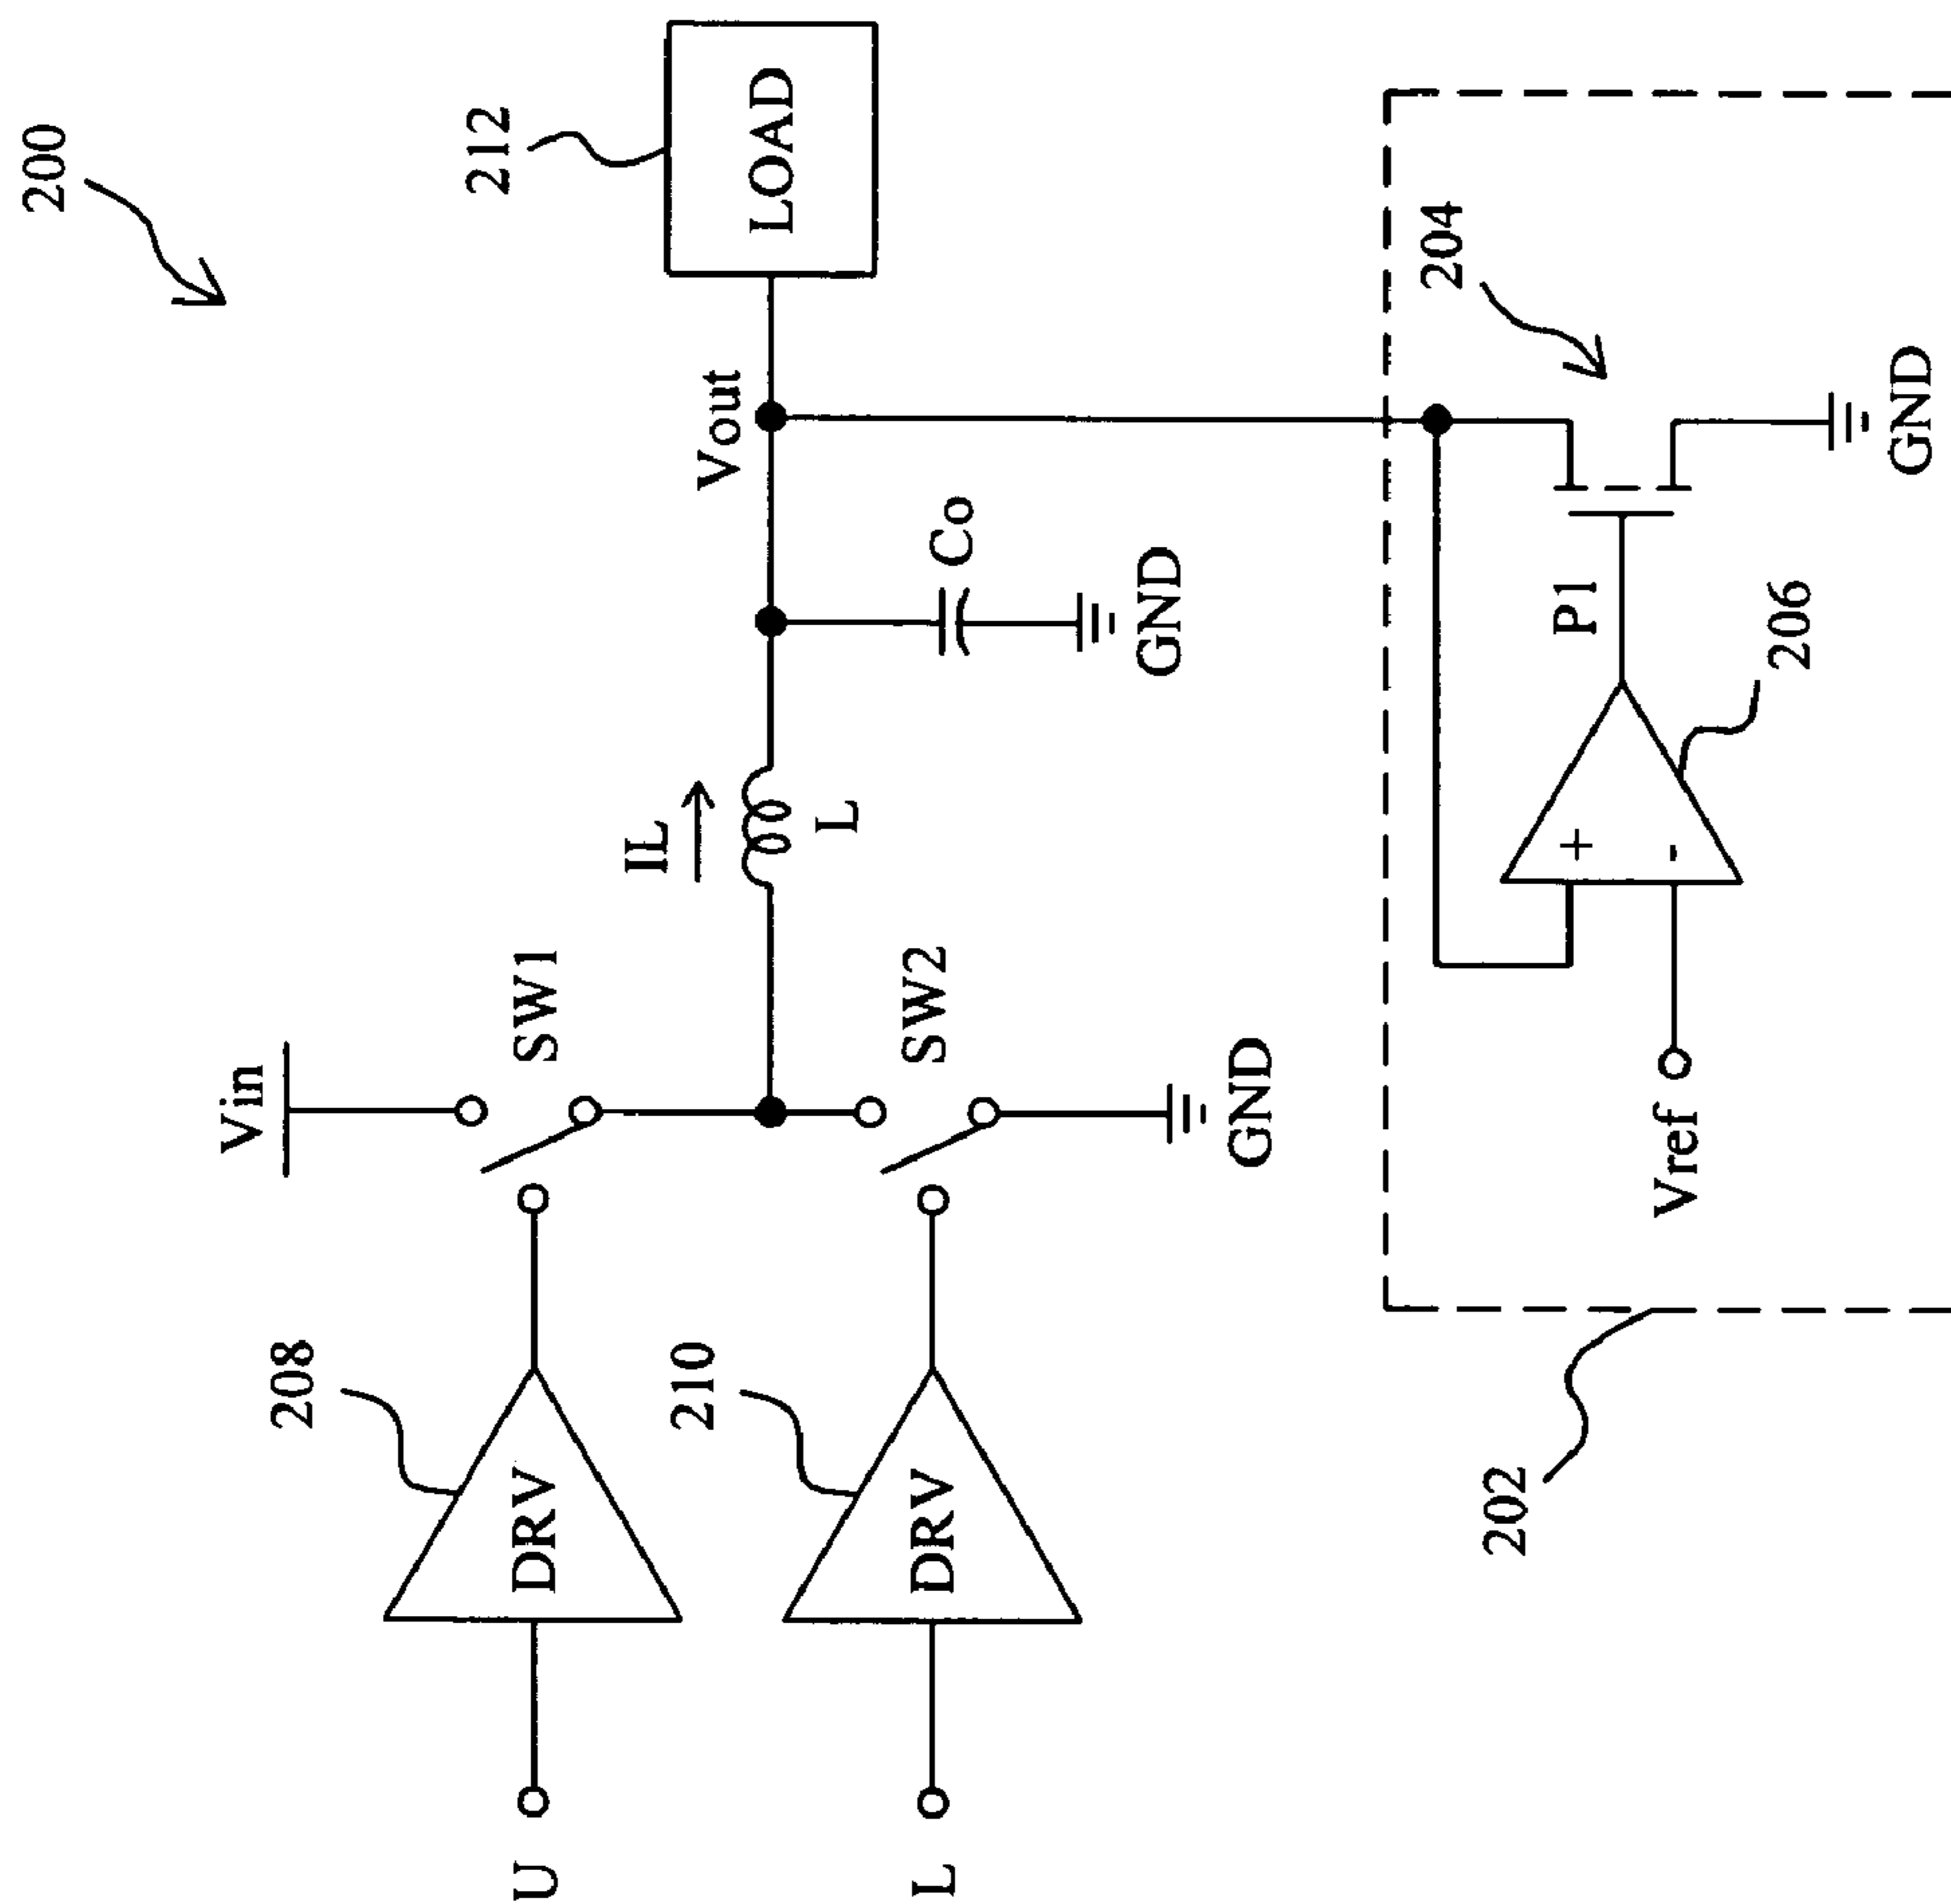 200
Vin
208
212
U
DRV
SW1
IL
210
Vout
LOAD
L
L
DRV
SW2
Co
GND
GND
204
202
+
P1
Vref
-
206
GND